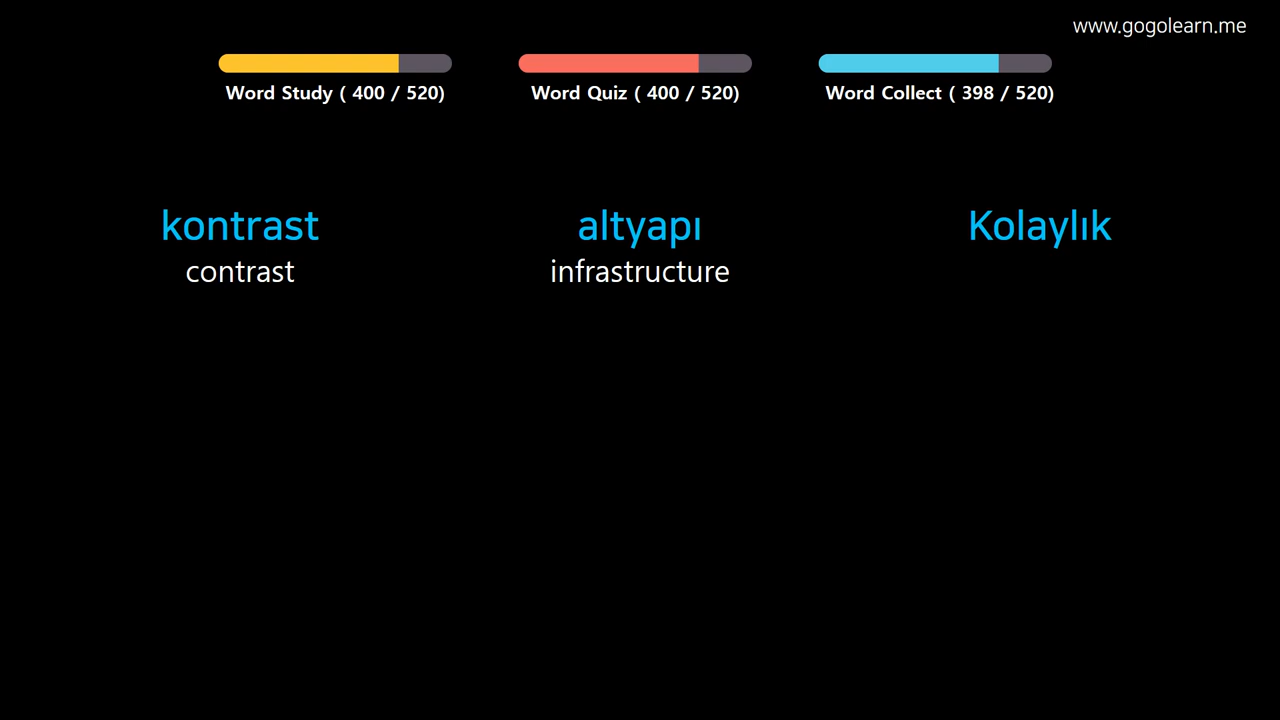 www.gogolearn.me
Word Study ( 400 / 520)
Word Quiz ( 400 / 520)
Word Collect ( 398 / 520)
kontrast
contrast
altyapı
infrastructure
Kolaylık